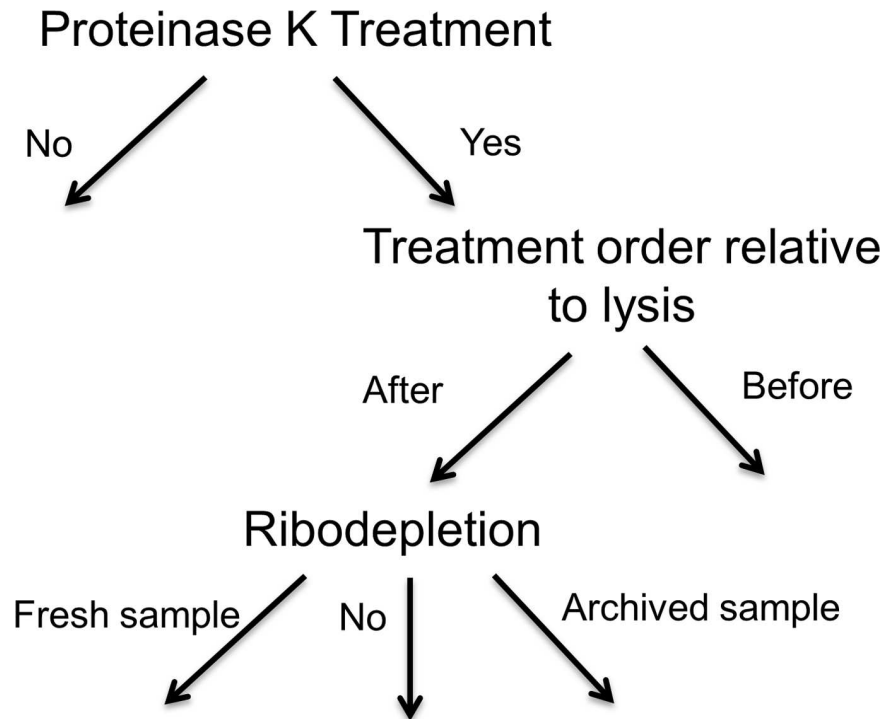 Proteinase K Treatment
No
Yes
Treatment order relative
to lysis
After
Before
Ribodepletion
Fresh sample
No
Archived sample